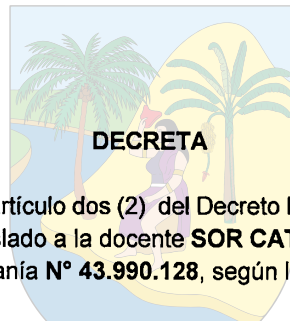 DECRETA
rtículo dos (2) del Decreto
slado a la docente SOR CAT
anía N° 43.990.128, según l